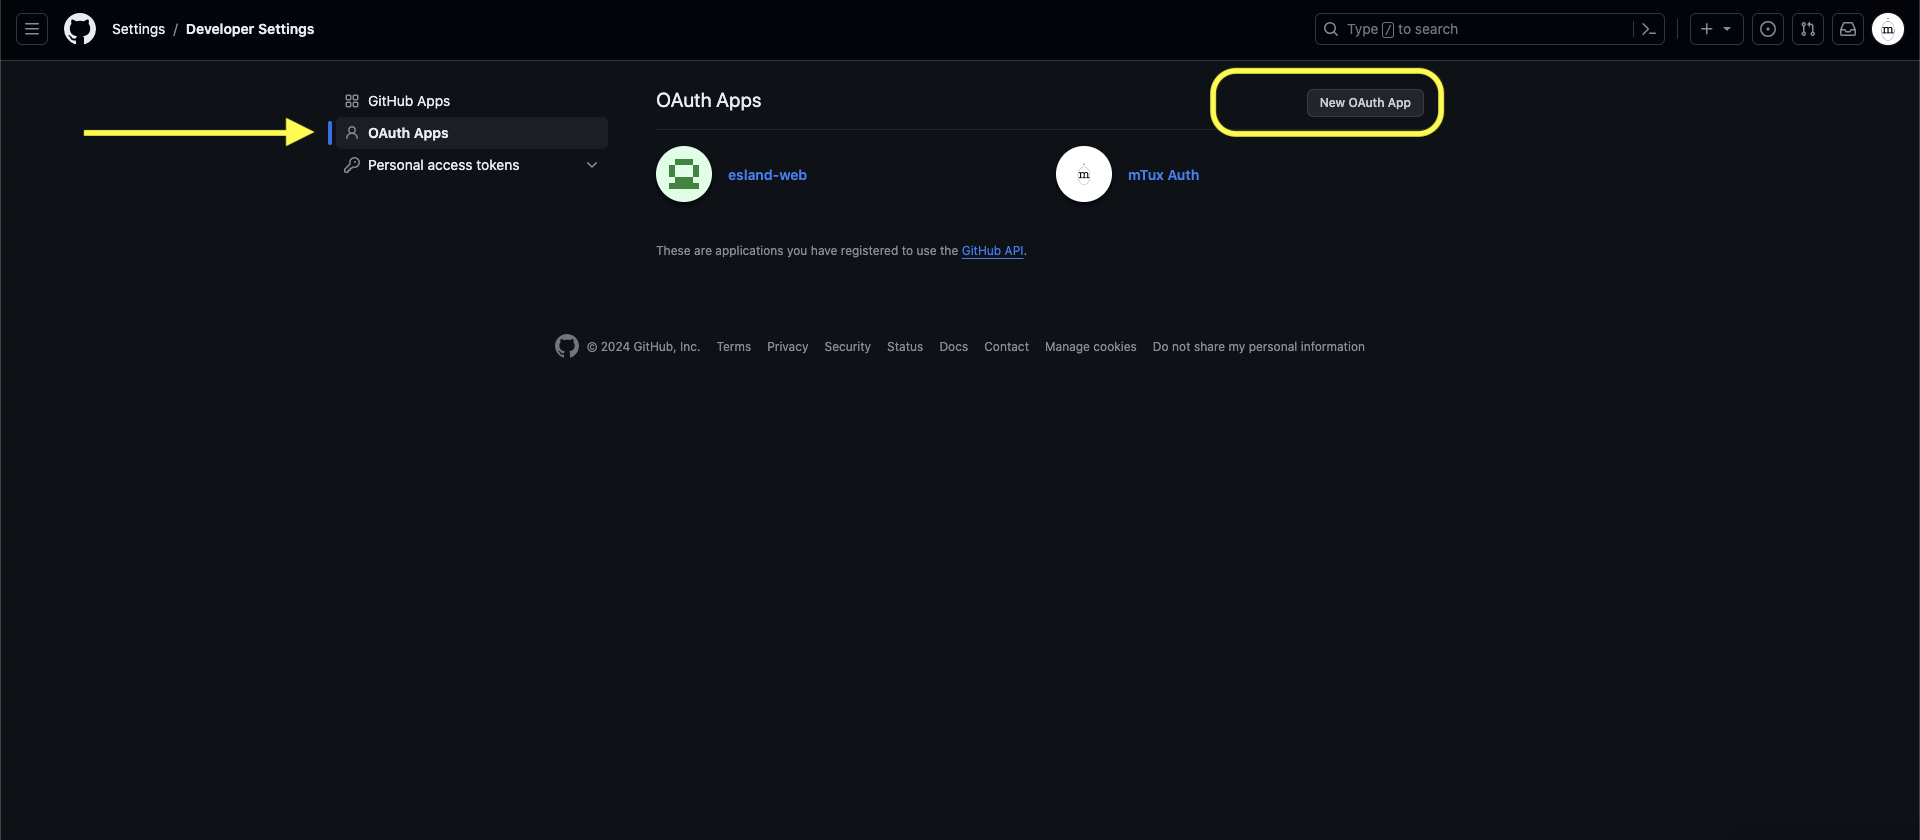 Settings / Developer Settings
Type / to search
m
GitHub Apps
OAuth Apps
Personal access tokens
OAuth Apps
New OAuth App
esland-web
m
mTux Auth
These are applications you have registered to use the GitHub API.
© 2024 GitHub, Inc. Terms Privacy Security Status Docs Contact Manage cookies Do not share my personal information